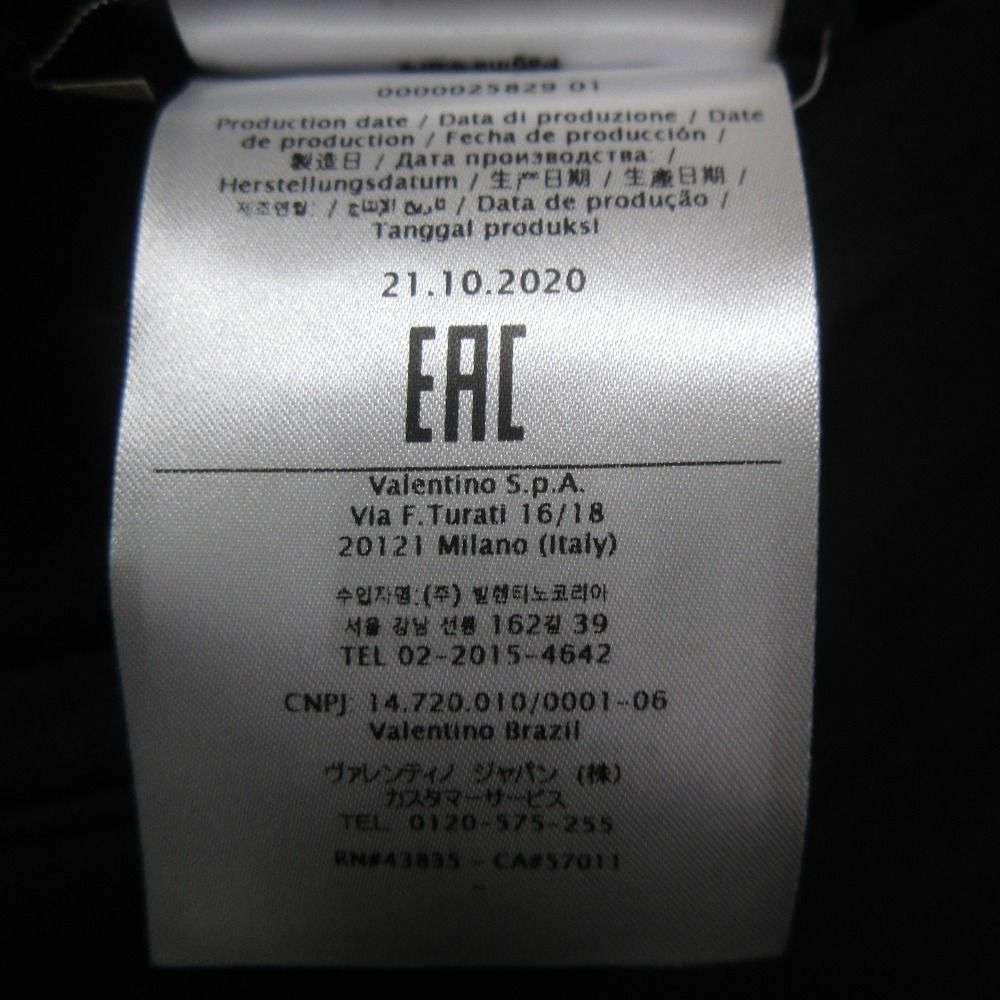 0000025829 01
Production date / Data di produzione / Date
de production / Fecha de producción /
製造日 / Дата производства: /
Herstellungsdatum / 生产日期 / 生產日期 /
제조연월: / تاريخ الإنتاج / Data de produção /
Tanggal produksi
21.10.2020
EAC
Valentino S.p.A.
Via F.Turati 16/18
20121 Milano (Italy)
수입자명:(주) 발렌티노코리아
서울 강남 선릉 162길 39
TEL 02-2015-4642
CNPJ: 14.720.010/0001-06
Valentino Brazil
ヴァレンティノ ジャパン (株)
カスタマーサービス
TEL. 0120-575-255
RN#43835 - CA#57011